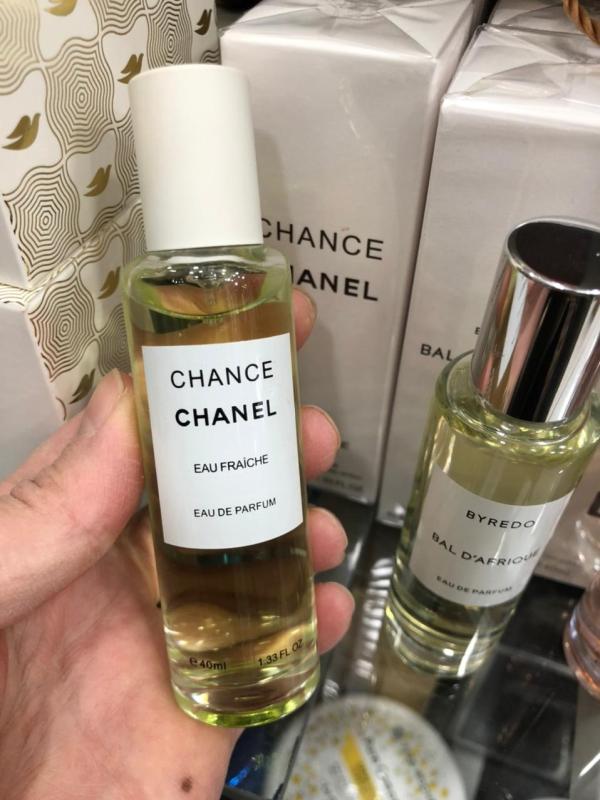 CHANCE
CHANEL
EAU FRAÎCHE
EAU DE PARFUM
e 40ml 1.33 FL OZ
CHANCE
HANEL
BAL
BYREDO
BAL D'AFRIQUE
EAU DE PARFUM